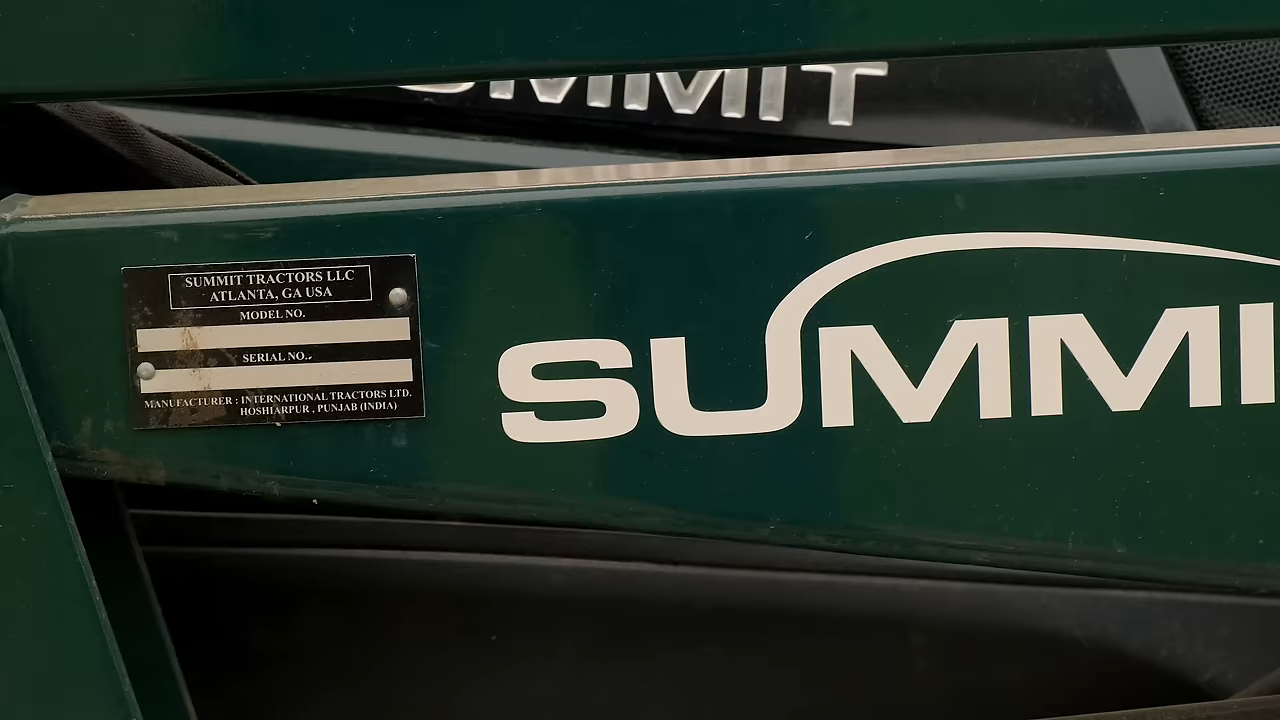 SUMMIT
SUMMIT TRACTORS LLC
ATLANTA, GA USA
MODEL NO.
SERIAL NO..
MANUFACTURER : INTERNATIONAL TRACTORS LTD.
HOSHIARPUR , PUNJAB (INDIA)
SUMMI